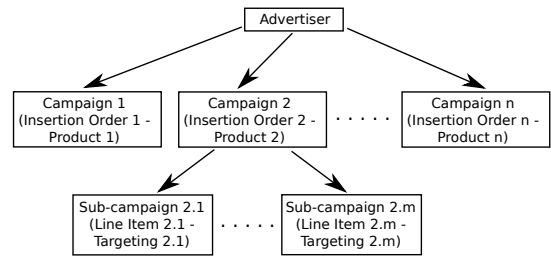 Advertiser
Campaign 1
(Insertion Order 1 -
Product 1)
Campaign 2
(Insertion Order 2 -
Product 2)
. . . . .
Campaign n
(Insertion Order n -
Product n)
Sub-campaign 2.1
(Line Item 2.1 -
Targeting 2.1)
. . . . .
Sub-campaign 2.m
(Line Item 2.m -
Targeting 2.m)